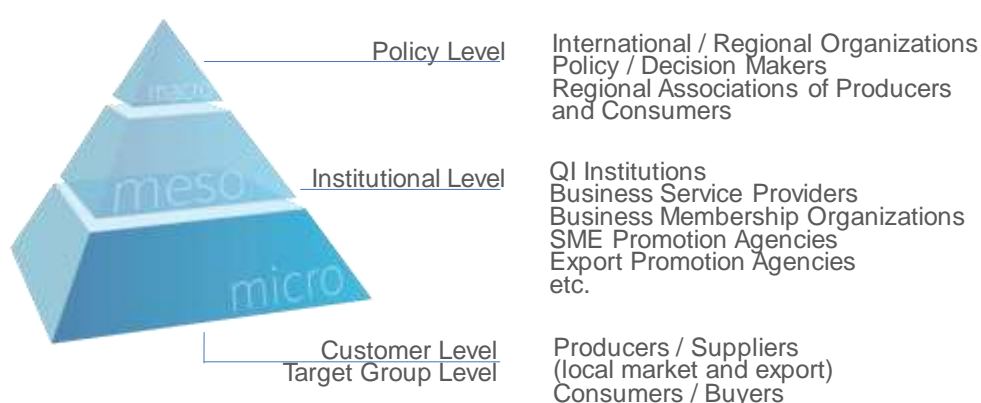 Policy Level
International / Regional Organizations
Policy / Decision Makers
Regional Associations of Producers
and Consumers
macro
meso
Institutional Level
QI Institutions
Business Service Providers
Business Membership Organizations
SME Promotion Agencies
Export Promotion Agencies
etc.
micro
Customer Level
Target Group Level
Producers / Suppliers
(local market and export)
Consumers / Buyers